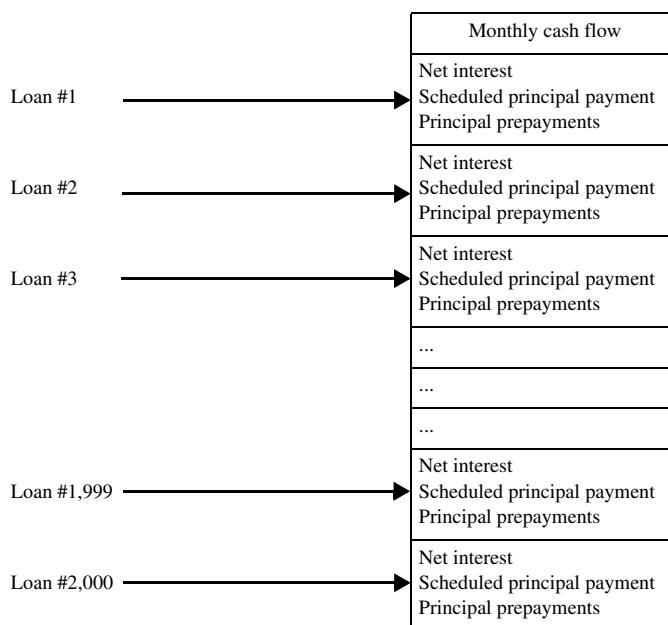 Monthly cash flow
Loan #1
Net interest
Scheduled principal payment
Principal prepayments
Loan #2
Net interest
Scheduled principal payment
Principal prepayments
Loan #3
Net interest
Scheduled principal payment
Principal prepayments
...
...
...
Loan #1,999
Net interest
Scheduled principal payment
Principal prepayments
Loan #2,000
Net interest
Scheduled principal payment
Principal prepayments